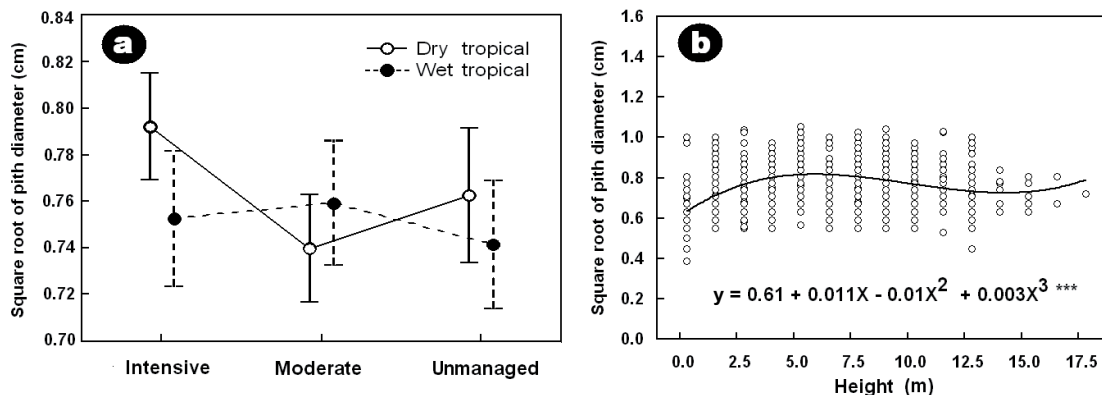 a
Square root of pith diameter (cm)
0.84
0.82
0.80
0.78
0.76
0.74
0.72
0.70
Dry tropical
Wet tropical
Intensive Moderate Unmanaged
b
Square root of pith diameter (cm)
1.6
1.4
1.2
1.0
0.8
0.6
0.4
0.2
0.0
y = 0.61 + 0.011X - 0.01X² + 0.003X³ ***
0.0 2.5 5.0 7.5 10.0 12.5 15.0 17.5
Height (m)